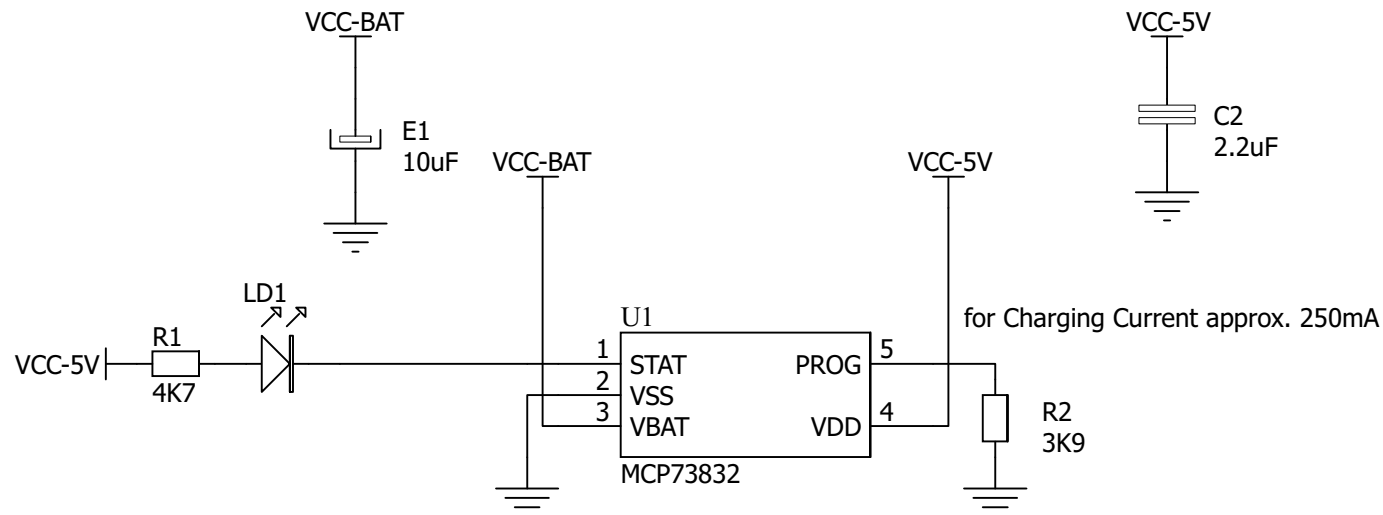 VCC-BAT
VCC-5V
E1
10uF
C2
2.2uF
VCC-BAT
VCC-5V
LD1
U1
for Charging Current approx. 250mA
R1
VCC-5V
4K7
1
STAT
PROG
5
2
VSS
3
VBAT
VDD
4
R2
3K9
MCP73832